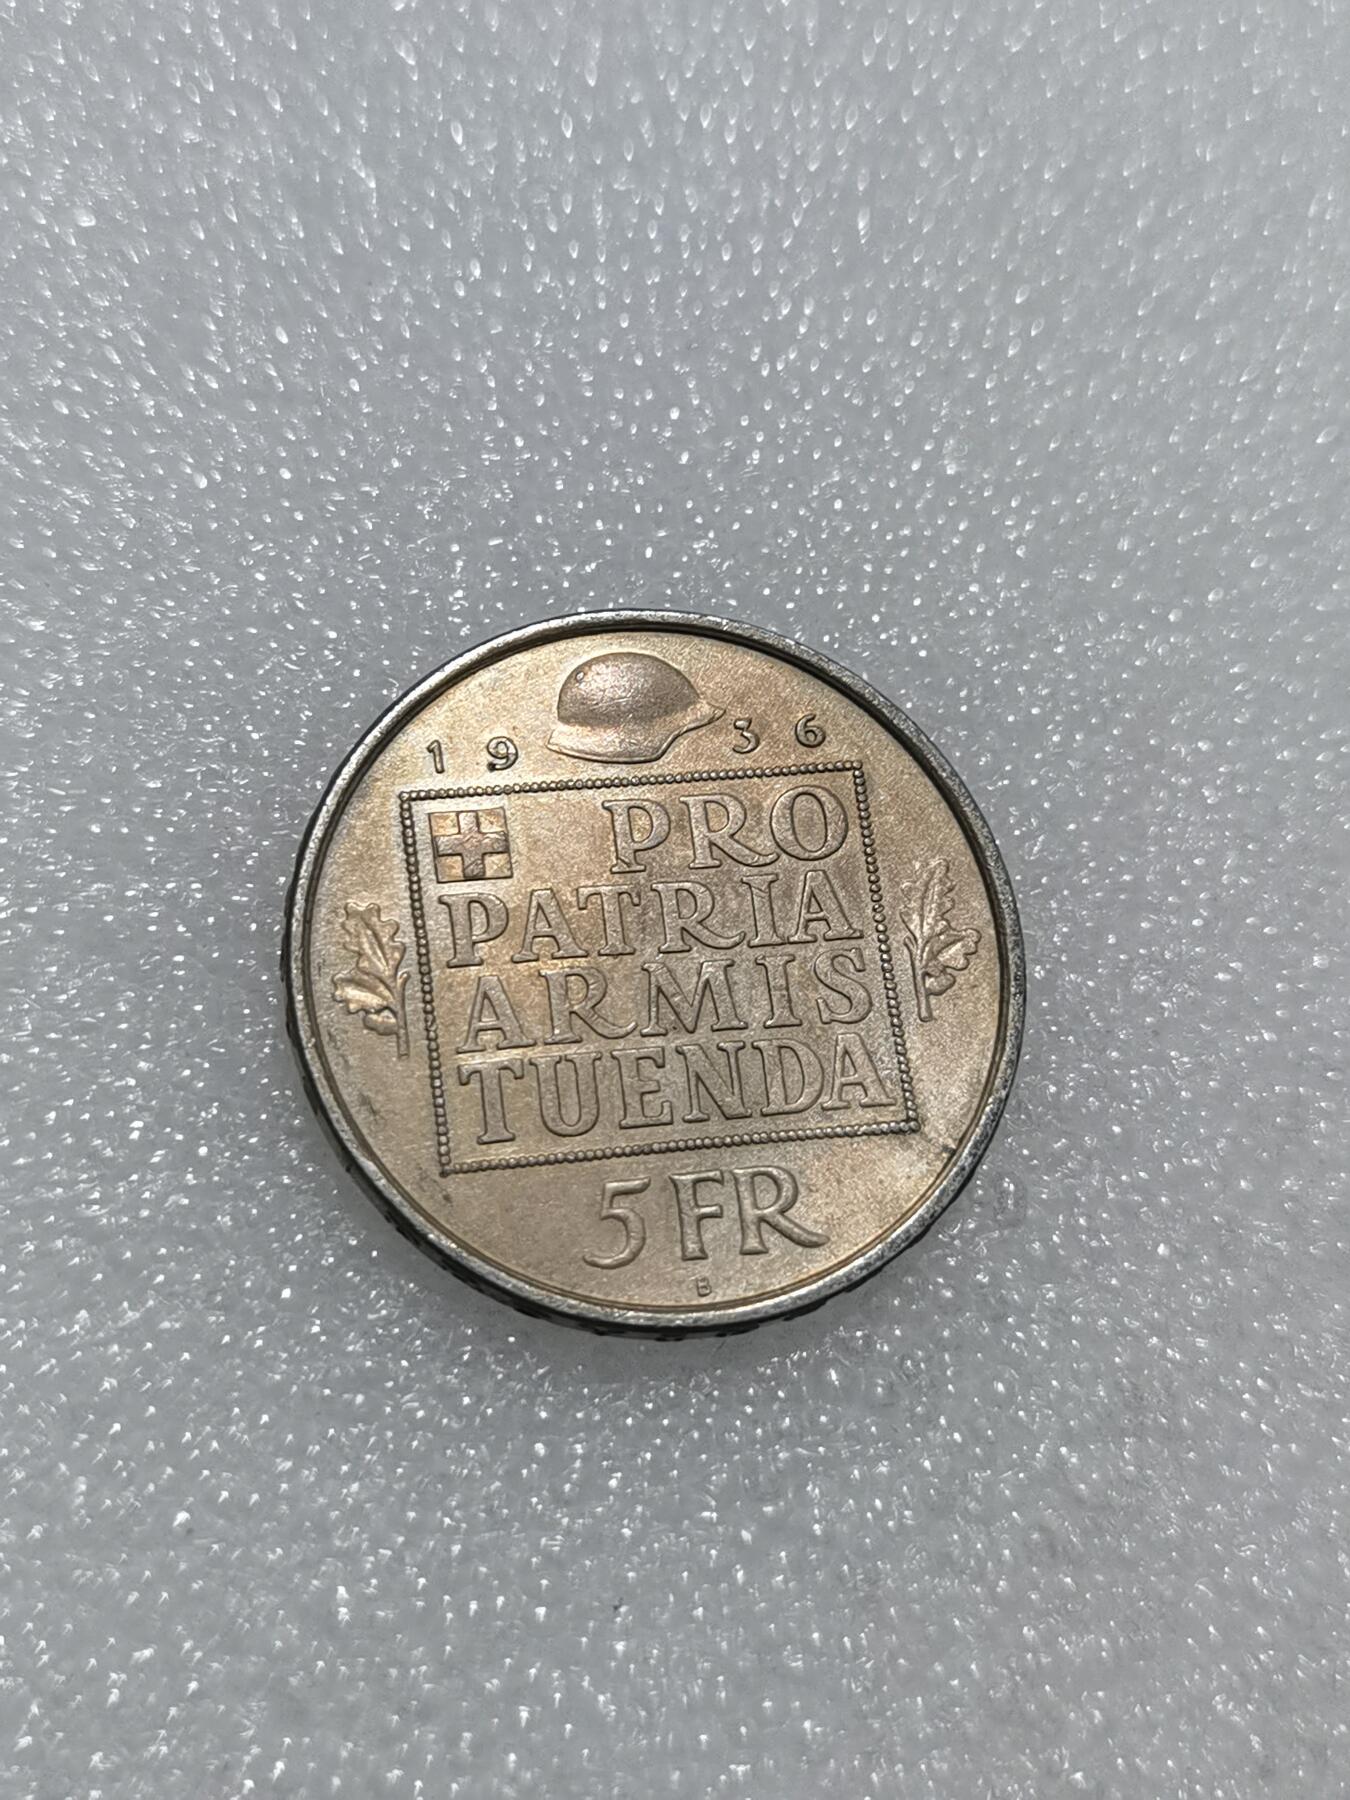 1936
PRO
PATRIA
ARMIS
TUENDA
5 FR
B